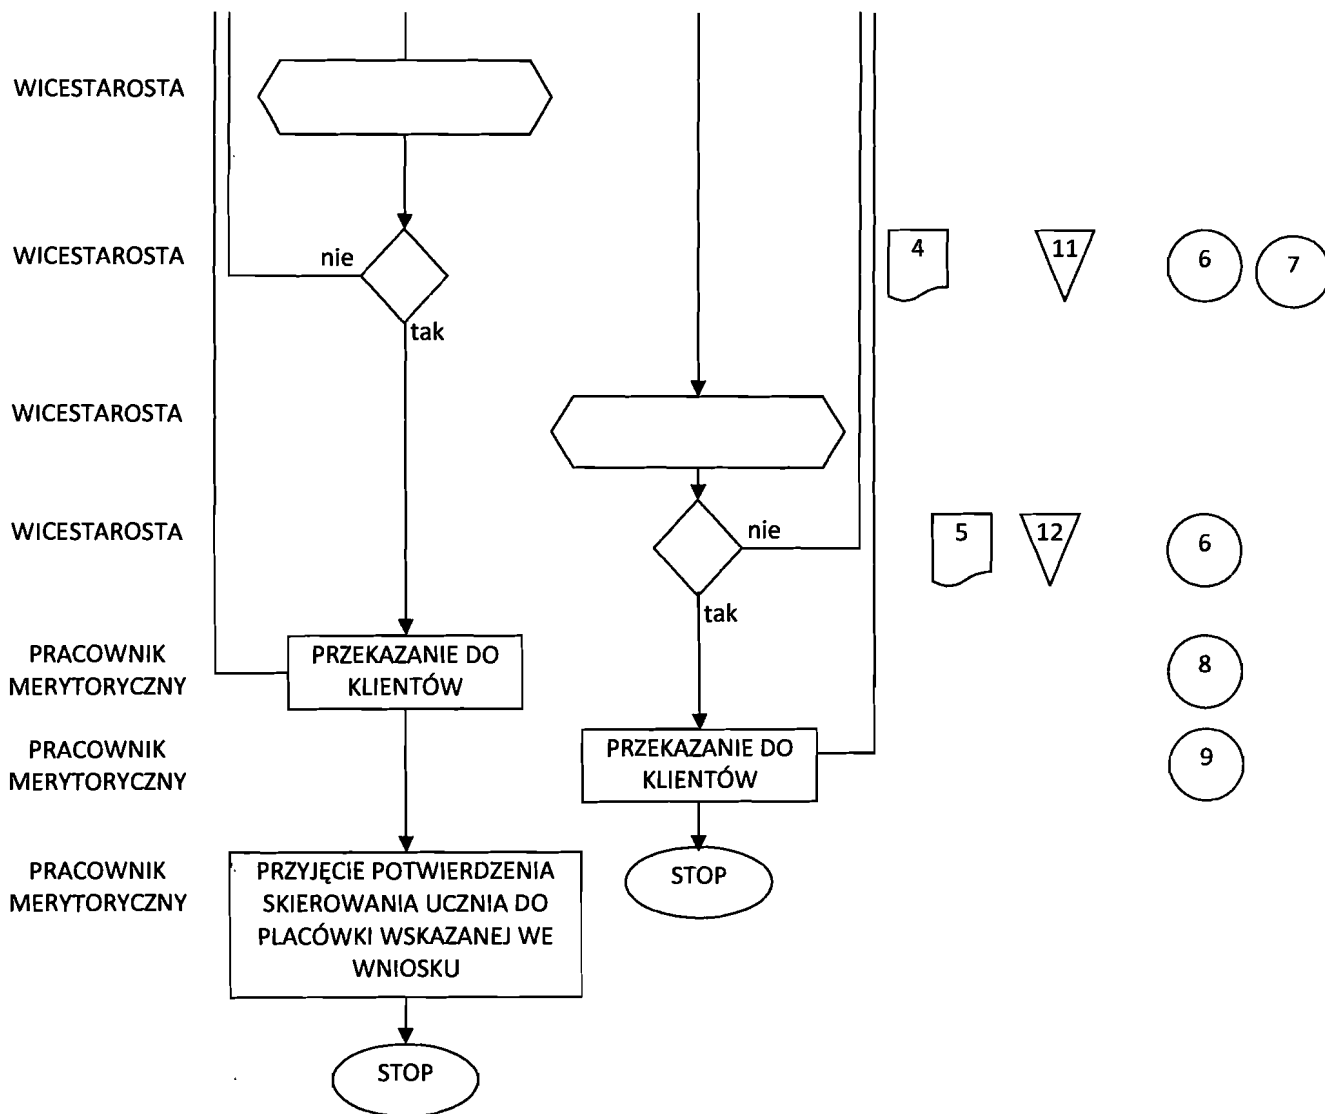 WICESTAROSTA
WICESTAROSTA
nie
4
11
6
7
tak
WICESTAROSTA
WICESTAROSTA
nie
5
12
6
tak
PRACOWNIK
MERYTORYCZNY
PRZEKAZANIE DO
KLIENTÓW
8
PRACOWNIK
MERYTORYCZNY
PRZEKAZANIE DO
KLIENTÓW
9
PRACOWNIK
MERYTORYCZNY
PRZYJĘCIE POTWIERDZENIA
SKIEROWANIA UCZNIA DO
PLACÓWKI WSKAZANEJ WE
WNIOSKU
STOP
STOP